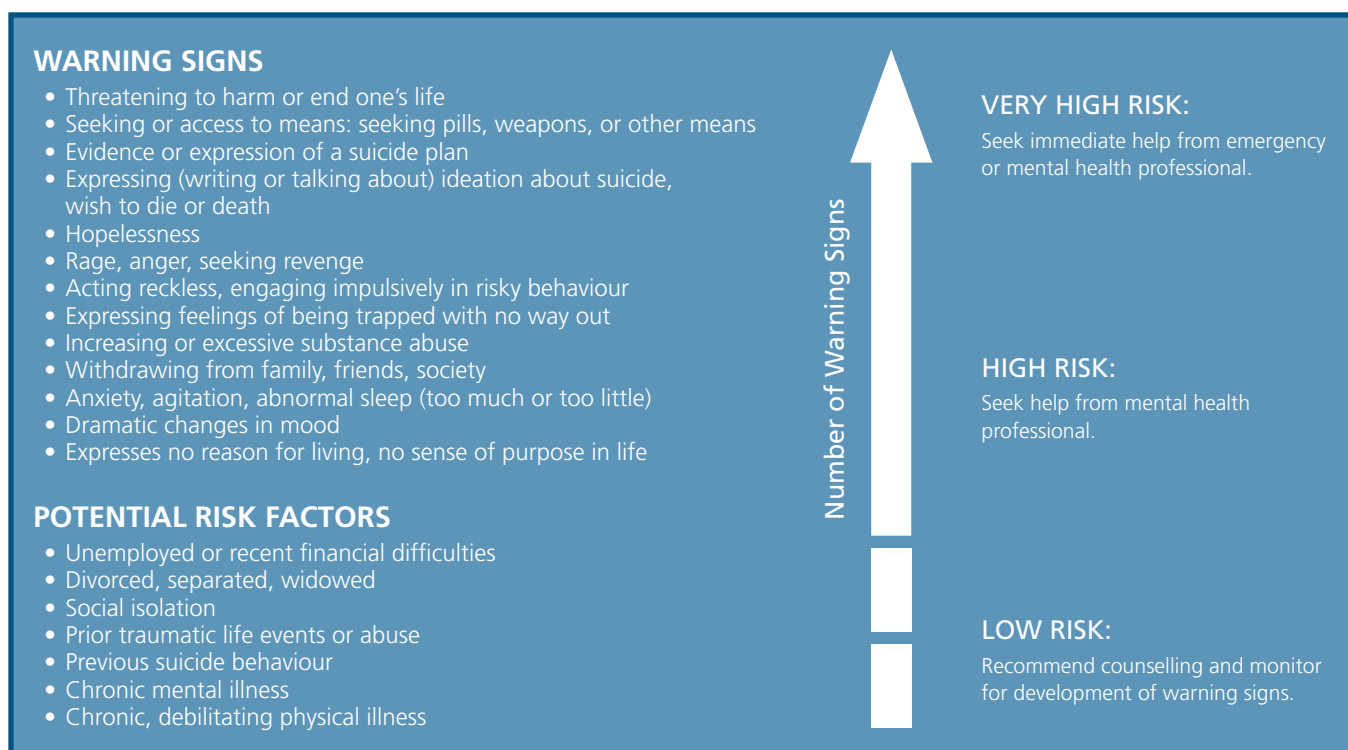 WARNING SIGNS
• Threatening to harm or end one’s life
• Seeking or access to means: seeking pills, weapons, or other means
• Evidence or expression of a suicide plan
• Expressing (writing or talking about) ideation about suicide,
wish to die or death
• Hopelessness
• Rage, anger, seeking revenge
• Acting reckless, engaging impulsively in risky behaviour
• Expressing feelings of being trapped with no way out
• Increasing or excessive substance abuse
• Withdrawing from family, friends, society
• Anxiety, agitation, abnormal sleep (too much or too little)
• Dramatic changes in mood
• Expresses no reason for living, no sense of purpose in life
POTENTIAL RISK FACTORS
• Unemployed or recent financial difficulties
• Divorced, separated, widowed
• Social isolation
• Prior traumatic life events or abuse
• Previous suicide behaviour
• Chronic mental illness
• Chronic, debilitating physical illness
Number of Warning Signs
VERY HIGH RISK:
Seek immediate help from emergency
or mental health professional.
HIGH RISK:
Seek help from mental health
professional.
LOW RISK:
Recommend counselling and monitor
for development of warning signs.